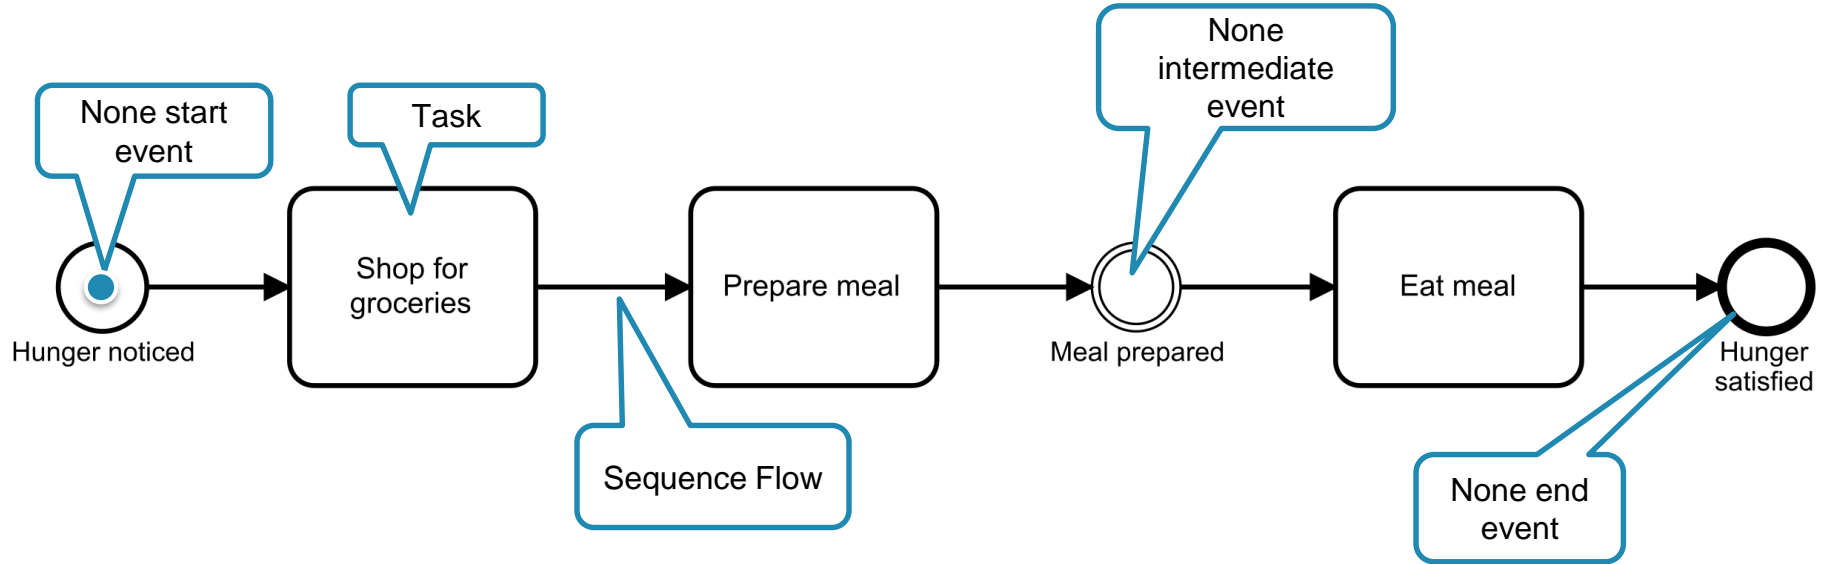 None start
event
Task
None
intermediate
event
Shop for
groceries
Prepare meal
Eat meal
Hunger noticed
Meal prepared
Hunger
satisfied
Sequence Flow
None end
event